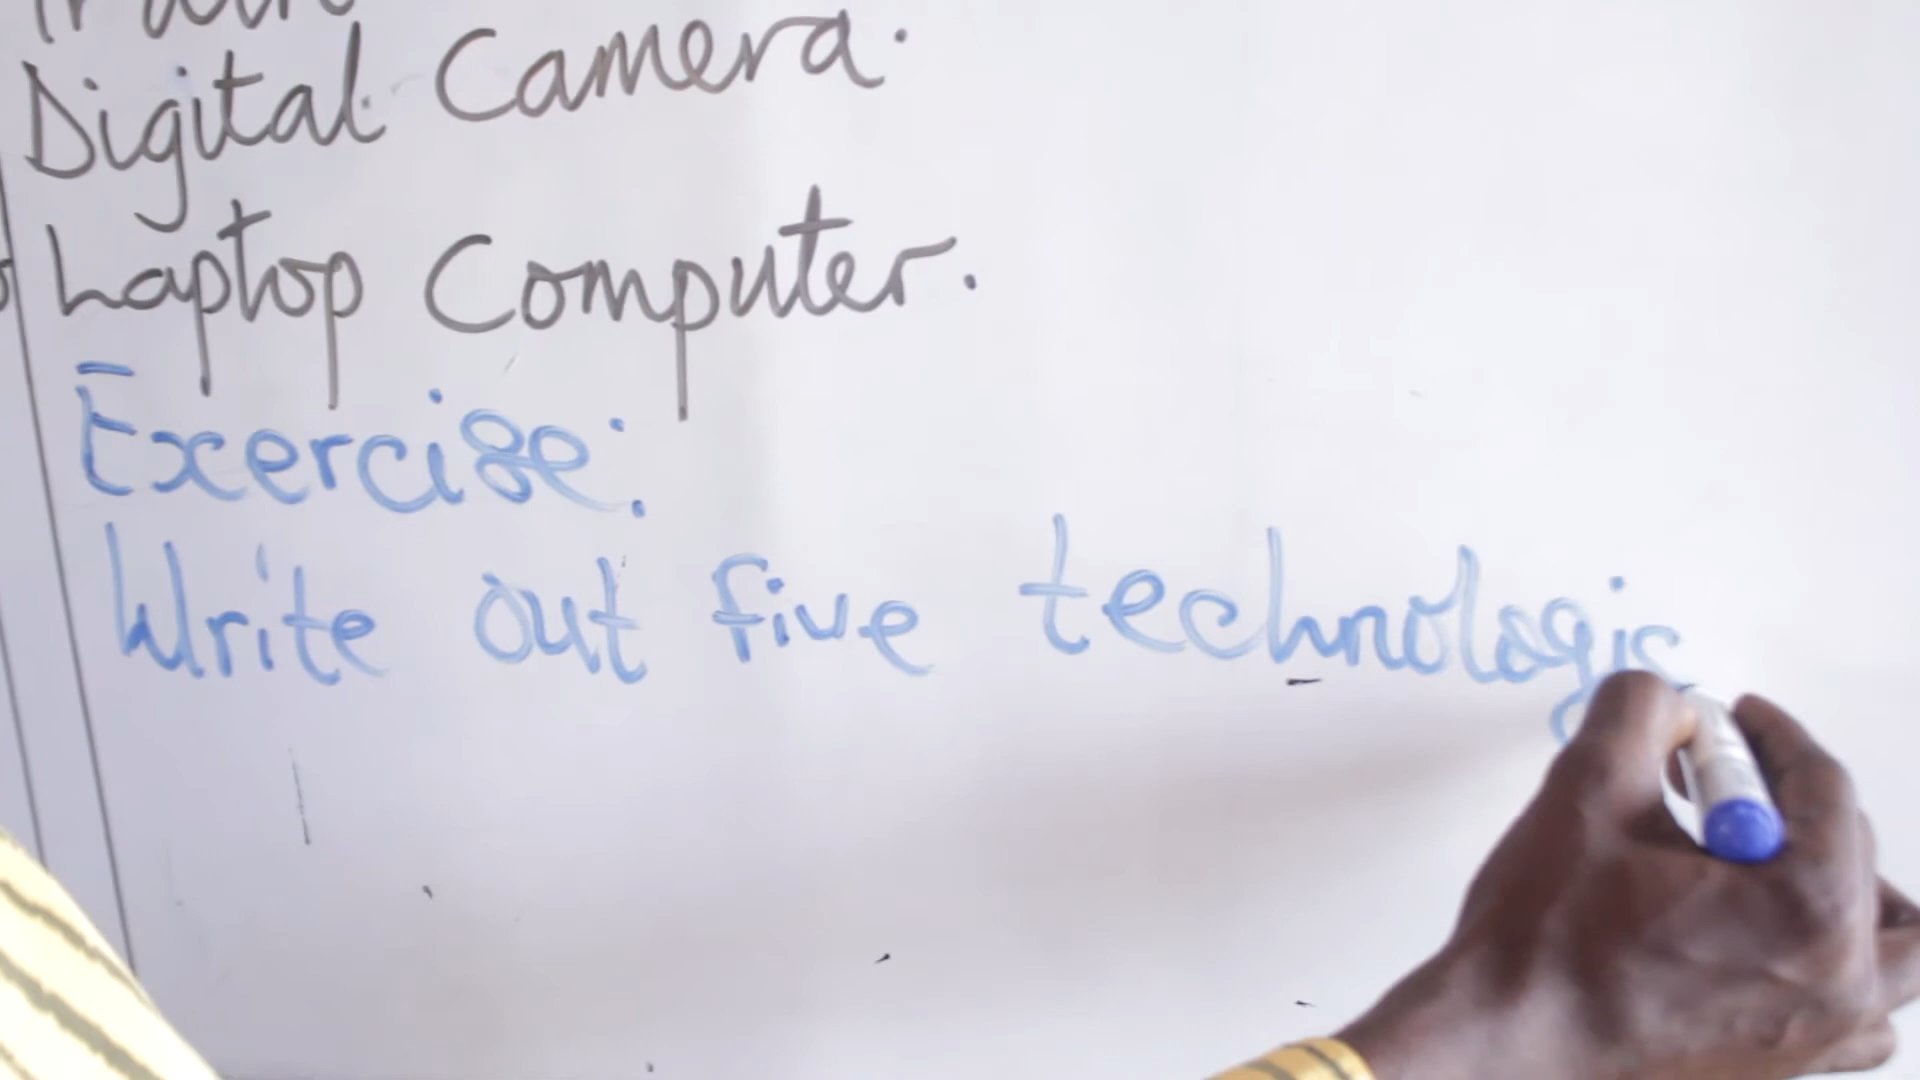 Digital Camera.
Laptop Computer.
Exercise:
Write out five technologic